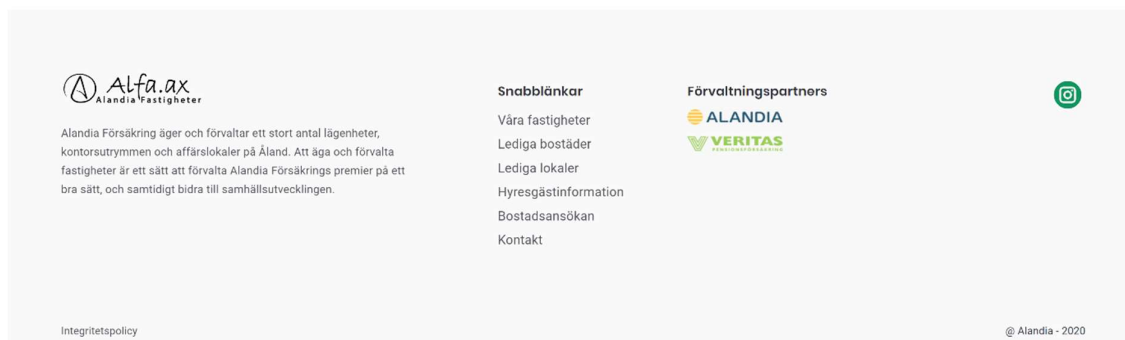 Alfa.ax
Alandia Fastigheter
Alandia Försäkring äger och förvaltar ett stort antal lägenheter,
kontorsutrymmen och affärslokaler på Åland. Att äga och förvalta
fastigheter är ett sätt att förvalta Alandia Försäkrings premier på ett
bra sätt, och samtidigt bidra till samhällsutvecklingen.
Snabblänkar
Våra fastigheter
Lediga bostäder
Lediga lokaler
Hyresgästinformation
Bostadsansökan
Kontakt
Förvaltningspartners
ALANDIA
VERITAS
PENSIONSFÖRSÄKRING
Integritetspolicy
@ Alandia - 2020